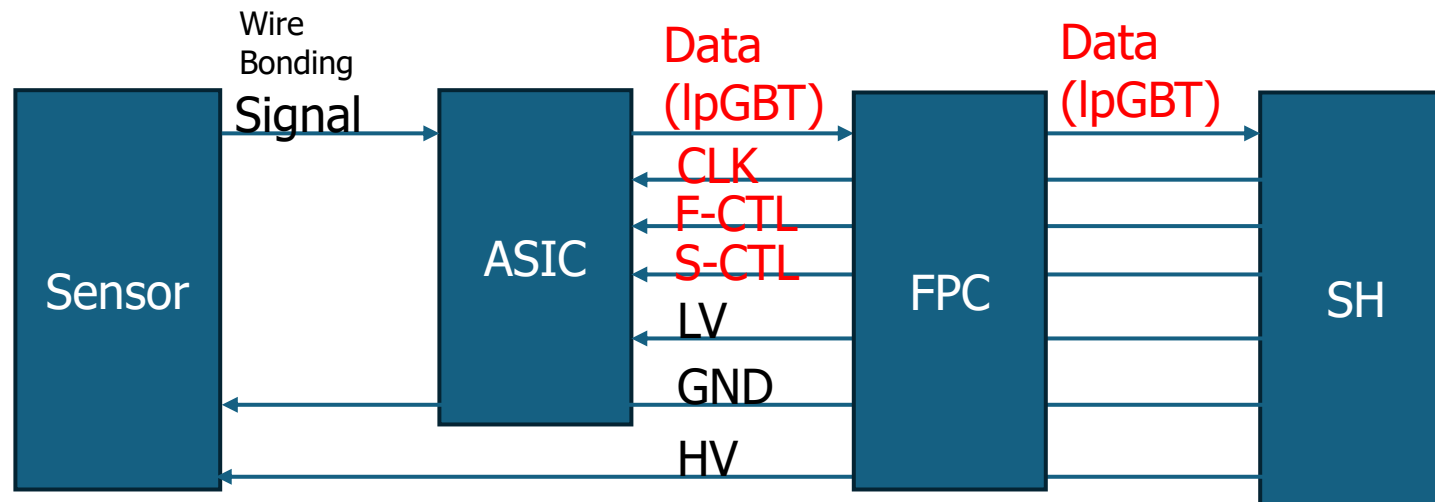 Wire
Bonding
Signal
Data
(lpGBT)
Data
(lpGBT)
CLK
F-CTL
S-CTL
LV
GND
HV
Sensor
ASIC
FPC
SH